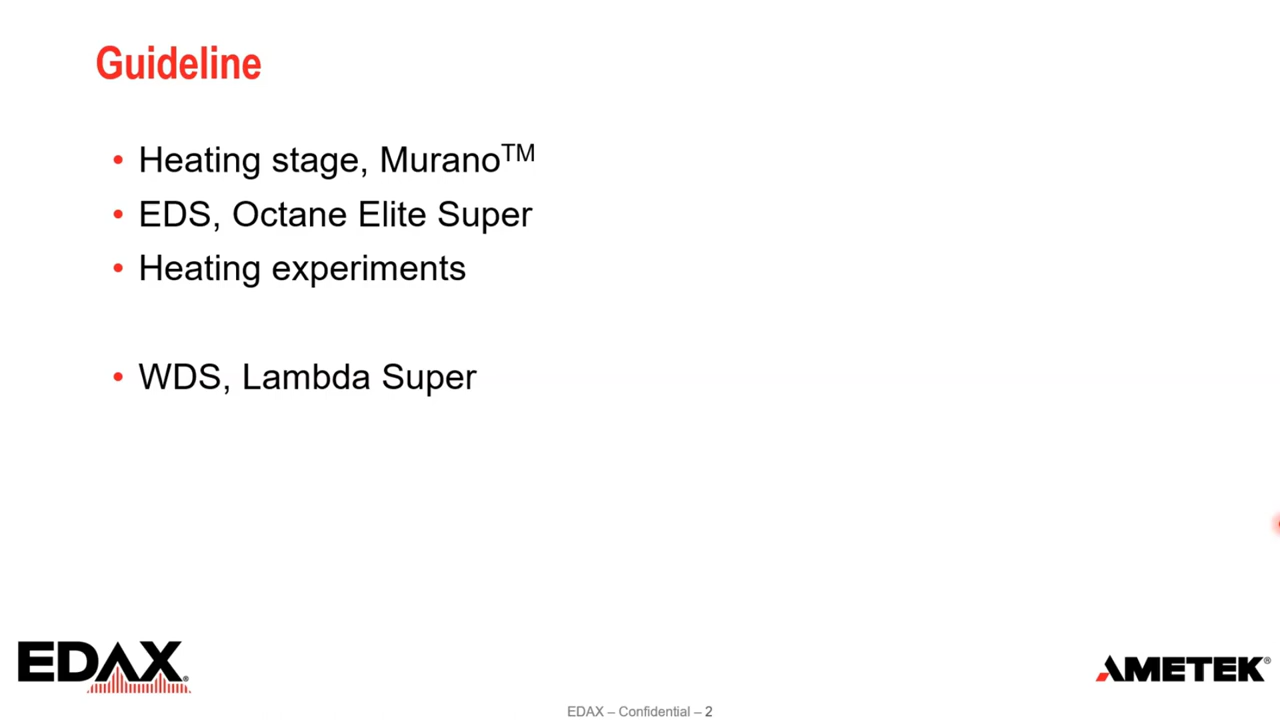 Guideline
• Heating stage, Murano™
• EDS, Octane Elite Super
• Heating experiments
• WDS, Lambda Super
EDAX®
AMETEK®
EDAX – Confidential – 2